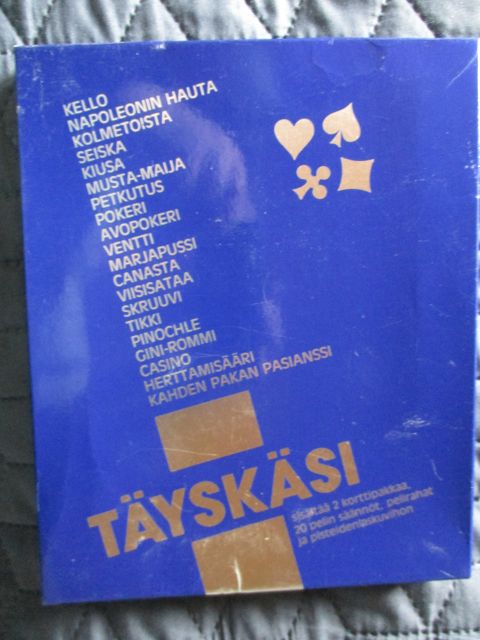 KELLO
NAPOLEONIN HAUTA
KOLMETOISTA
SEISKA
KIUSA
MUSTA-MAIJA
PETKUTUS
POKERI
AVOPOKERI
VENTTI
MARJAPUSSI
CANASTA
VIISISATAA
SKRUUVI
TIKKI
PINOCHLE
GINI-ROMMI
CASINO
HERTTAMISÄÄRI
KAHDEN PAKAN PASIANSSI
TÄYSKÄSI
sisältää 2 korttipakkaa,
20 pelin säännöt, pelirahat
ja pisteidenlaskuvihon